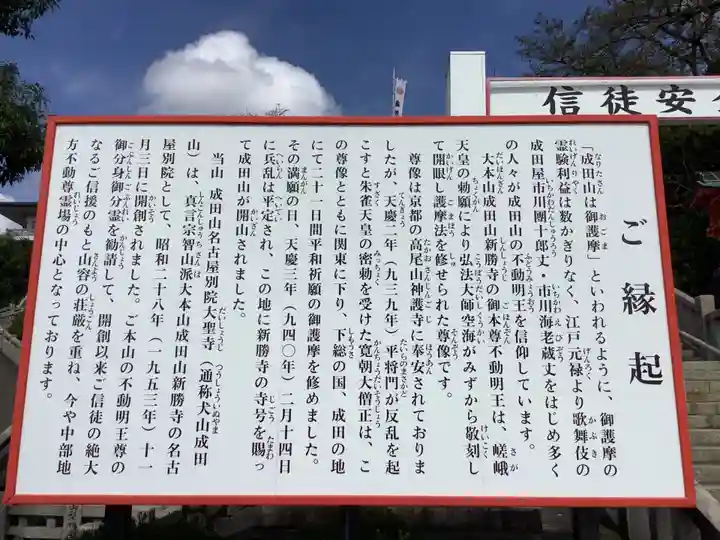 信徒安
ご縁起
「成田山は御護摩」といわれるように、御護摩の
霊験利益は数かぎりなく、江戸元禄より歌舞伎の
成田屋市川團十郎丈・市川海老蔵丈をはじめ多く
の人々が成田山の不動明王を信仰しています。
大本山成田山新勝寺の御本尊不動明王は、嵯峨
天皇の勅願により弘法大師空海がみずから敬刻し
て開眼し護摩法を修せられた尊像です。
尊像は京都の高尾山神護寺に奉安されておりま
したが、天慶二年（九三九年）平将門が反乱を起
こすと朱雀天皇の密勅を受けた寛朝大僧正は、こ
の尊像とともに関東に下り、下総の国、成田の地
にて二十一日間平和祈願の御護摩を修めました。
その満願の日、天慶三年（九四〇年）二月十四日
に兵乱は平定され、この地に新勝寺の寺号を賜っ
て成田山が開山されました。
当山 成田山名古屋別院大聖寺（通称犬山成田
山）は、真言宗智山派大本山成田山新勝寺の名古
屋別院として、昭和二十八年（一九五三年）十一
月三日に開創されました。ご本山の不動明王尊の
御分身御分霊を勧請して、開創以来ご信徒の絶大
なるご信援のもと山容の荘厳を重ね、今や中部地
方不動尊霊場の中心となっております。